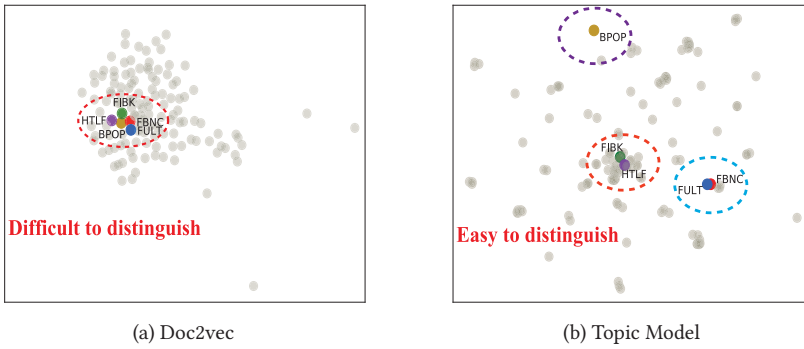 FIBK
HTLF
FBNC
BPOP
FULT
Difficult to distinguish
(a) Doc2vec
BPOP
FIBK
HTLF
FULT
FBNC
Easy to distinguish
(b) Topic Model